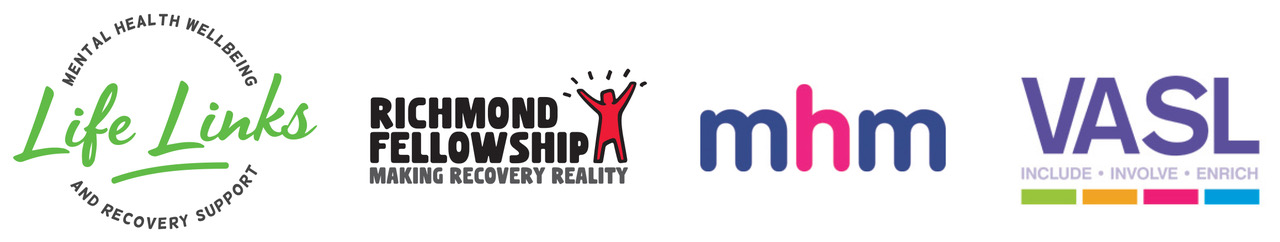 MENTAL HEALTH WELLBEING
Life Links
AND RECOVERY SUPPORT
RICHMOND
FELLOWSHIP
MAKING RECOVERY REALITY
mhm
VASL
INCLUDE • INVOLVE • ENRICH